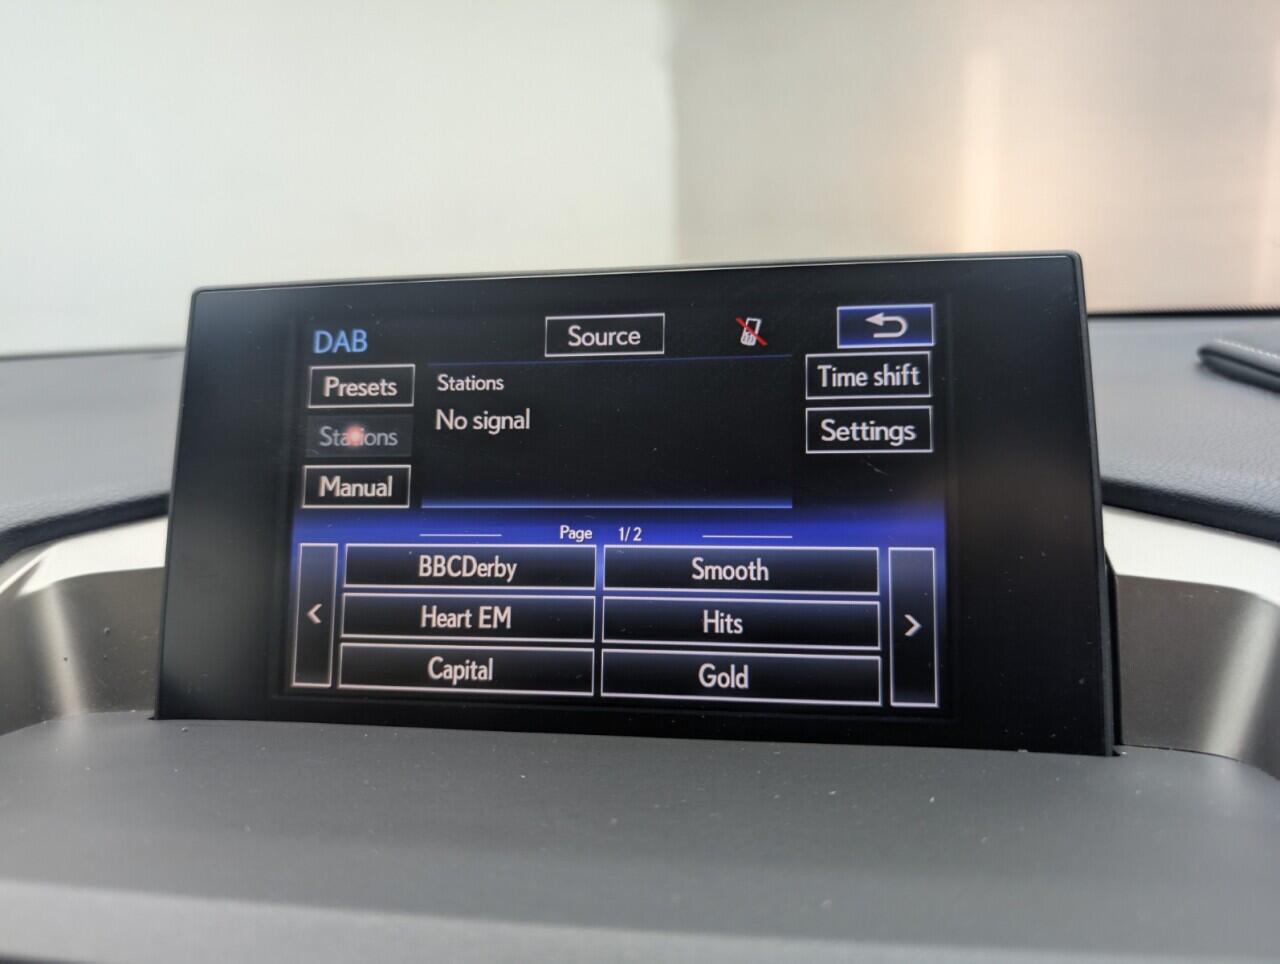 DAB
Source
Presets
Stations
Time shift
Stations
No signal
Settings
Manual
Page 1/2
BBCDerby
Smooth
Heart EM
Hits
Capital
Gold